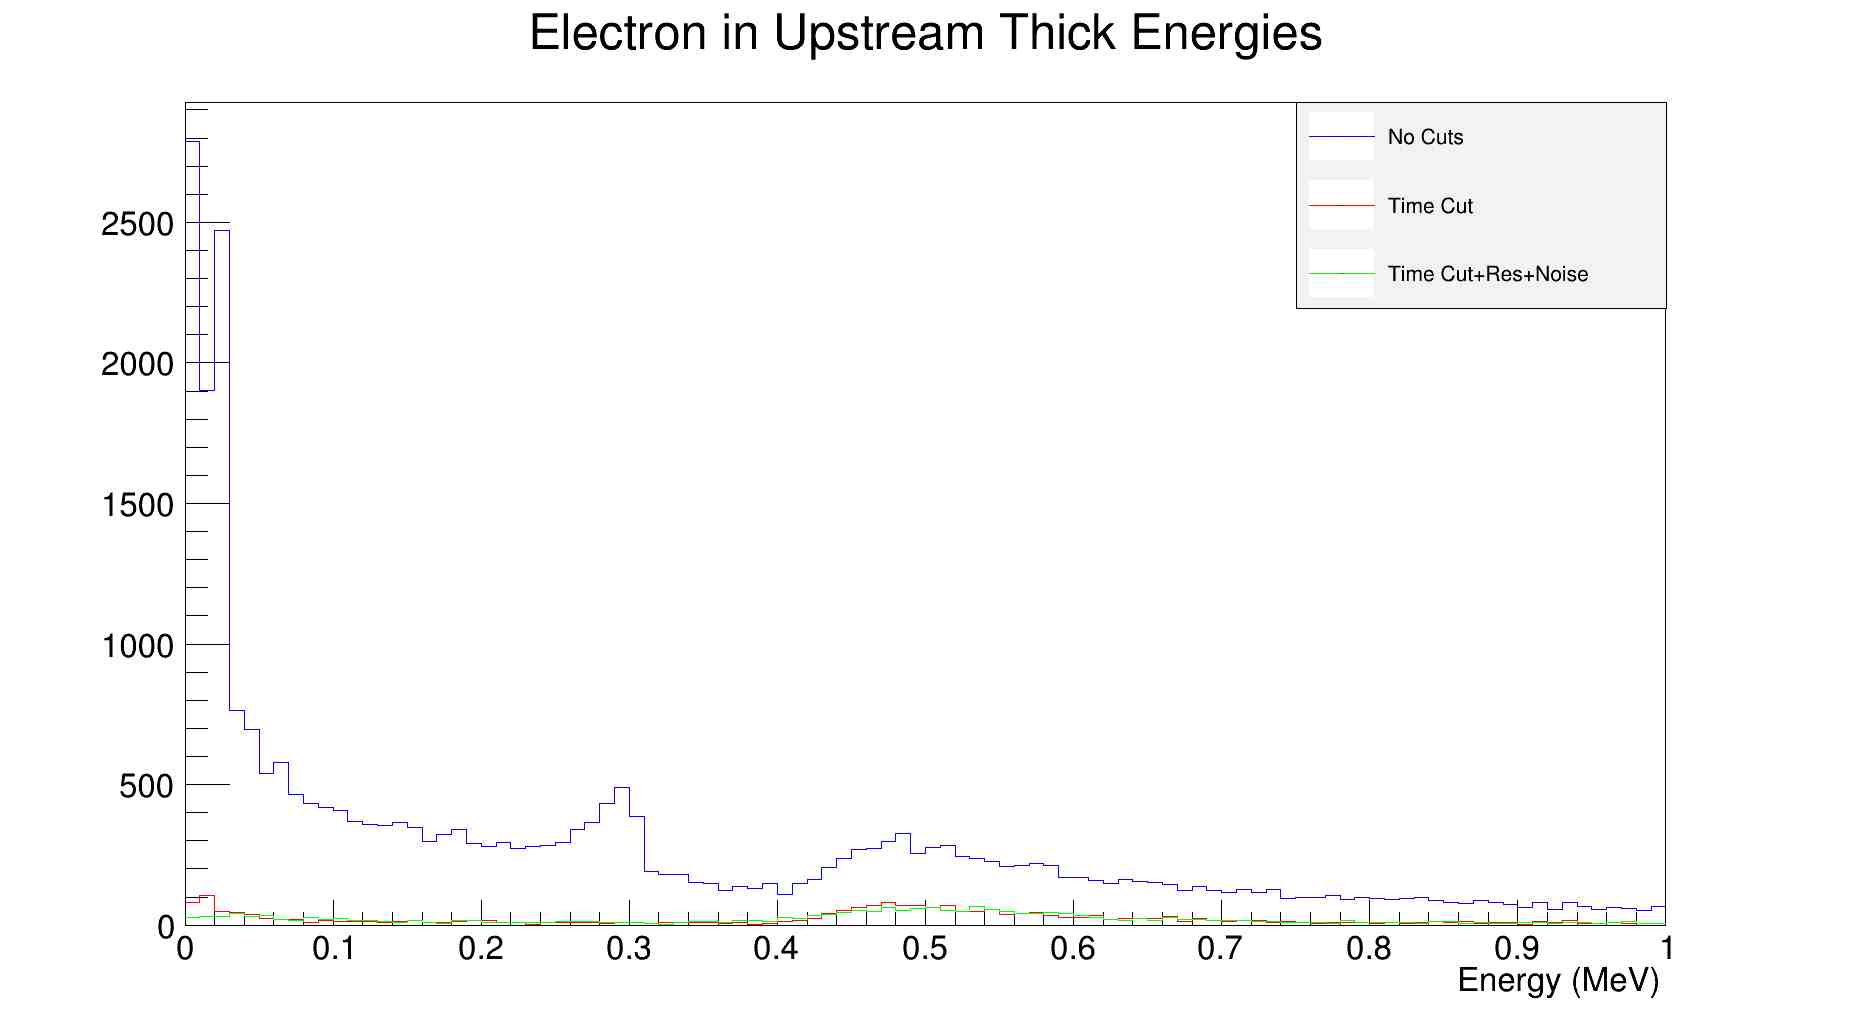 Electron in Upstream Thick Energies
No Cuts
Time Cut
Time Cut+Res+Noise
2500
2000
1500
1000
500
0
0 0.1 0.2 0.3 0.4 0.5 0.6 0.7 0.8 0.9 1
Energy (MeV)